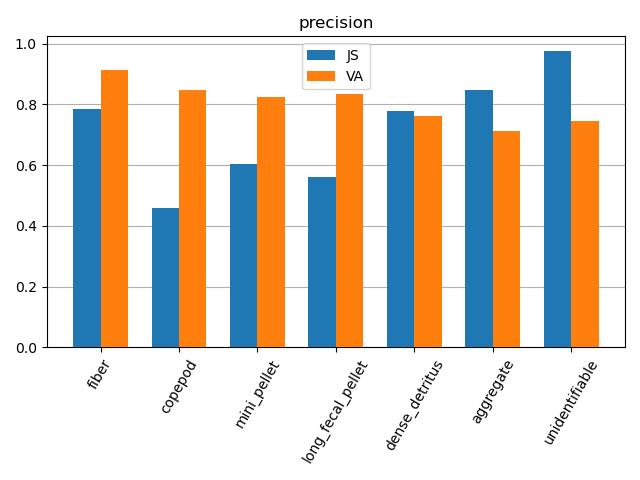 precision
JS
VA
1.0
0.8
0.6
0.4
0.2
0.0
fiber
copepod
mini_pellet
long_fecal_pellet
dense_detritus
aggregate
unidentifiable